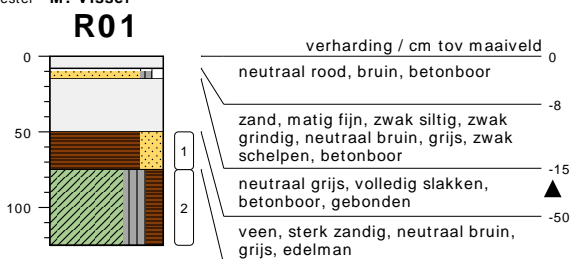 M. Visser
R01
verharding / cm tov maaiveld
0
0
neutraal rood, bruin, betonboor
-8
zand, matig fijn, zwak siltig, zwak
grindig, neutraal bruin, grijs, zwak
schelpen, betonboor
-15
50
1
neutraal grijs, volledig slakken,
betonboor, gebonden
-50
100
2
veen, sterk zandig, neutraal bruin,
grijs, edelman